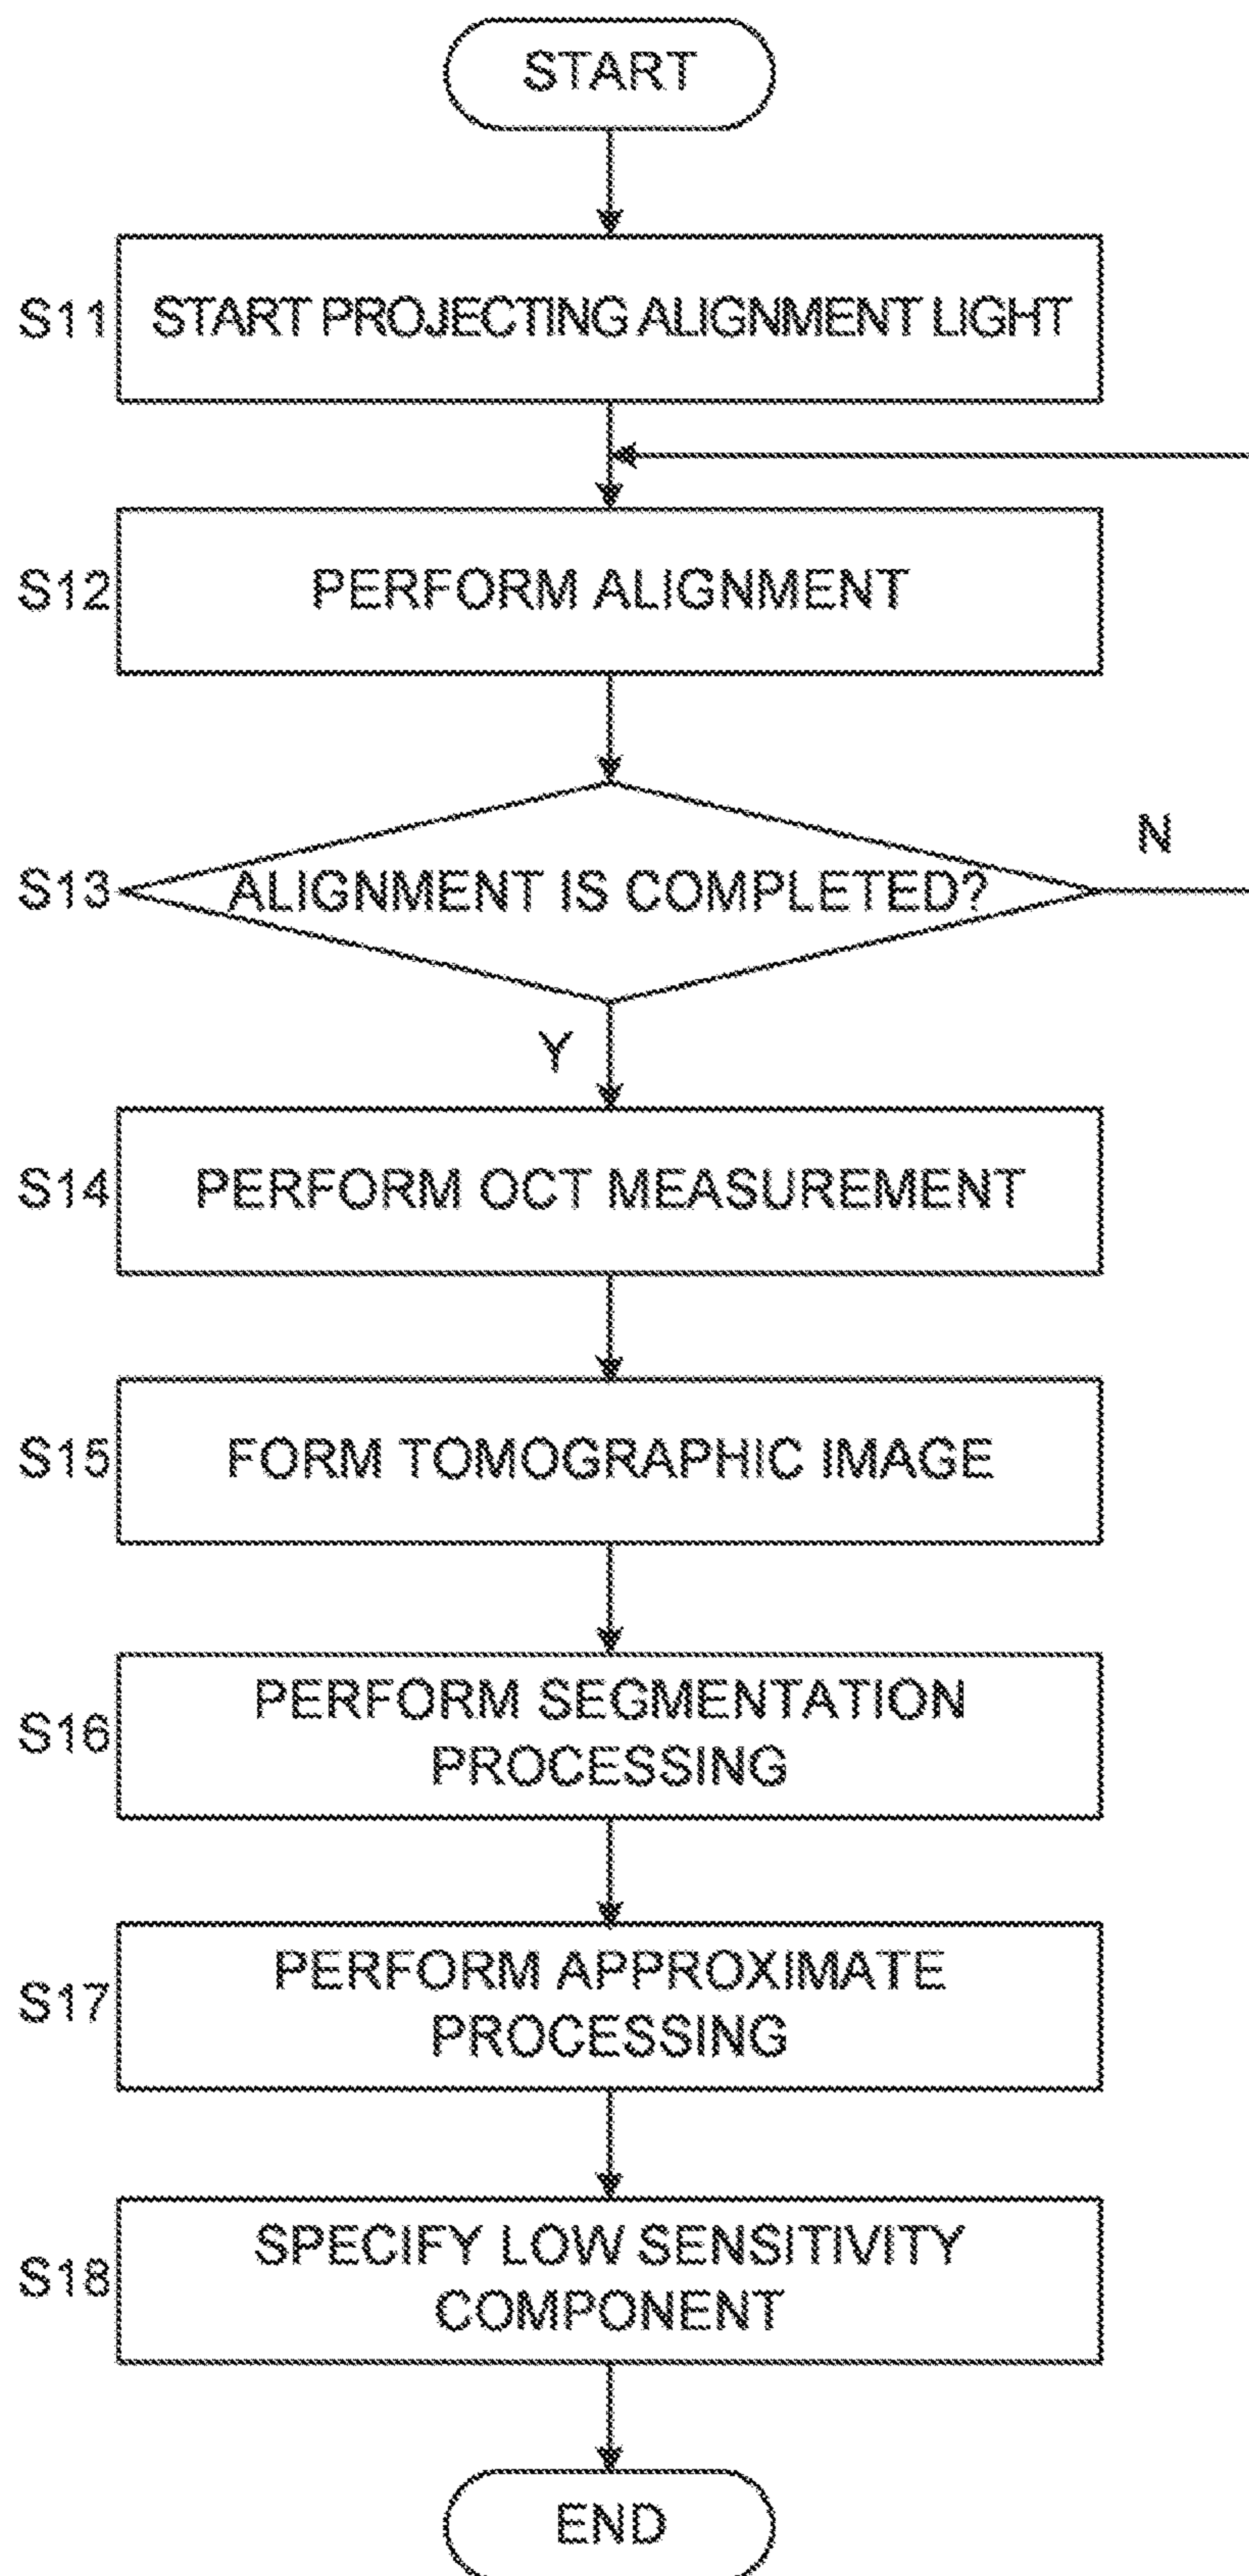 START
S11
START PROJECTING ALIGNMENT LIGHT
S12
PERFORM ALIGNMENT
S13
ALIGNMENT IS COMPLETED?
N
Y
S14
PERFORM OCT MEASUREMENT
S15
FORM TOMOGRAPHIC IMAGE
S16
PERFORM SEGMENTATION
PROCESSING
S17
PERFORM APPROXIMATE
PROCESSING
S18
SPECIFY LOW SENSITIVITY
COMPONENT
END